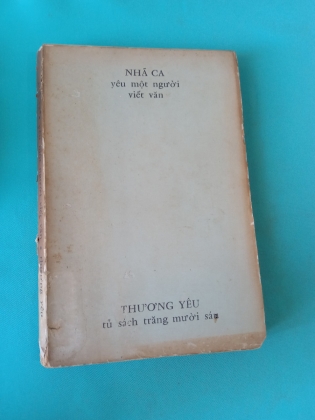 NHÃ CA
yêu một người
viết văn
THƯƠNG YÊU
tủ sách trăng mười sáu